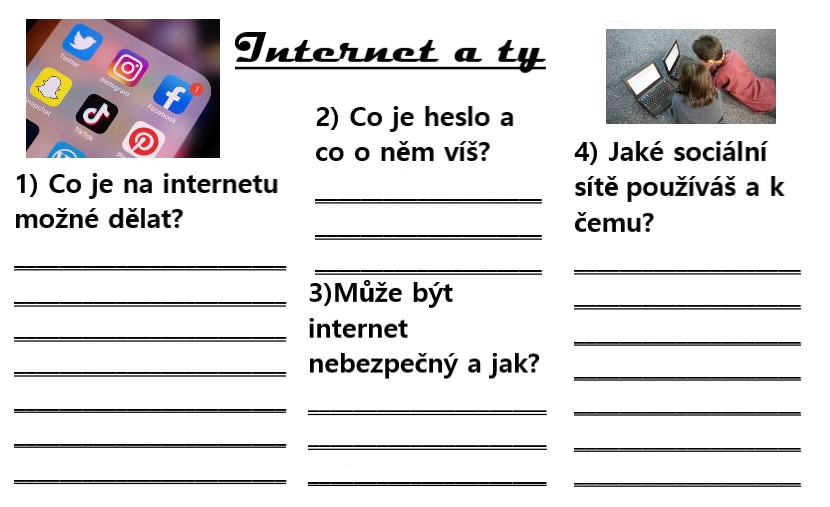 Internet a ty
Twitter
Instagram
Facebook
1
Snapchat
TikTok
1) Co je na internetu
možné dělat?
2) Co je heslo a
co o něm víš?
3)Může být
internet
nebezpečný a jak?
4) Jaké sociální
sítě používáš a k
čemu?